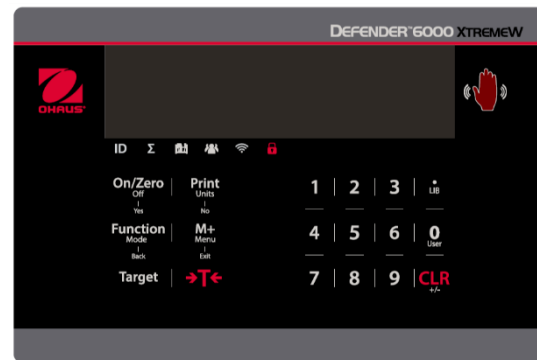 DEFENDER™6000 XTREMEW
OHAUS®
ID Σ
On/Zero Print 1 2 3 .
Off Units LIB
Yes No
Function M+ 4 5 6 0
Mode Menu User
Back Exit
Target →T← 7 8 9 CLR
+/-